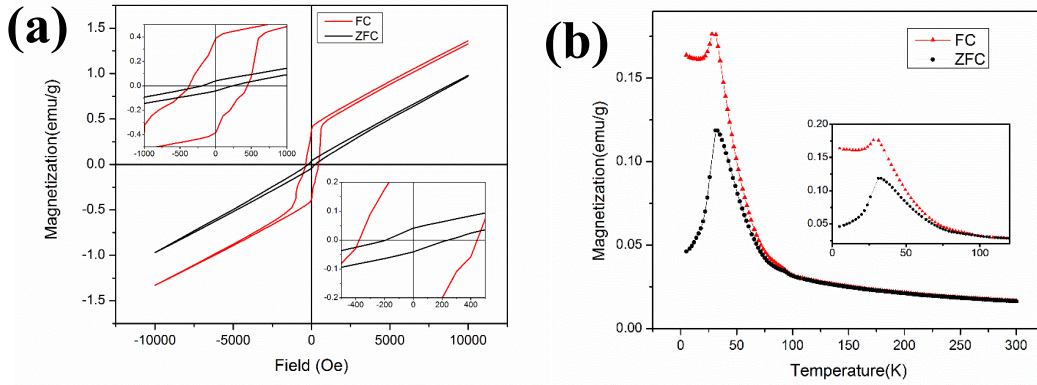 (a)
FC
ZFC
1.5
1.0
0.5
0.0
-0.5
-1.0
-1.5
Magnetization(emu/g)
-10000 -5000 0 5000 10000
Field (Oe)
0.4
0.2
0.0
-0.2
-0.4
-1000 -500 0 500 1000
0.2
0.1
0.0
-0.1
-0.2
-400 -200 0 200 400
(b)
FC
ZFC
0.15
0.10
0.05
0.00
Magnetization(emu/g)
0 50 100 150 200 250 300
Temperature(K)
0.20
0.15
0.10
0.05
0 50 100